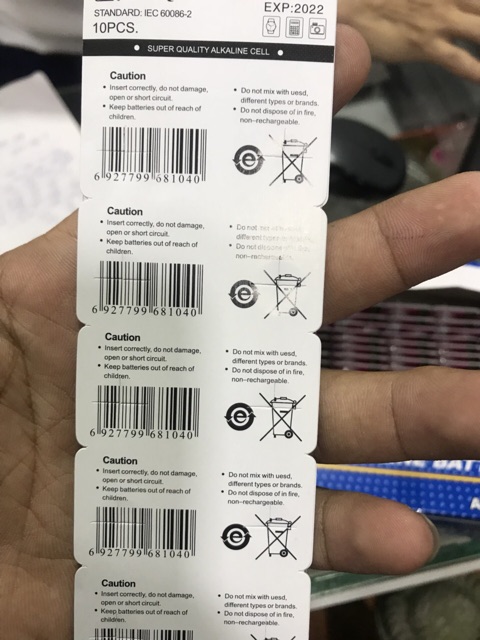 EXP:2022
STANDARD: IEC 60086-2
10PCS.
• SUPER QUALITY ALKALINE CELL •
Caution
• Insert correctly, do not damage,
open or short circuit.
• Keep batteries out of reach of
children.
• Do not mix with uesd,
different types or brands.
• Do not dispose of in fire,
non-rechargeable.
6 927799 681040
e
Caution
• Insert correctly, do not damage,
open or short circuit.
• Keep batteries out of reach of
children.
• Do not
different types
• Do not
6 927799 681040
e
Caution
• Insert correctly, do not damage,
open or short circuit.
• Keep batteries out of reach of
children.
• Do not mix with uesd,
different types or brands.
• Do not dispose of in fire,
non-rechargeable.
6 927799 681040
e
Caution
• Insert correctly, do not damage,
open or short circuit.
• Keep batteries out of reach of
children.
• Do not mix with uesd,
different types or brands.
• Do not dispose of in fire,
non-rechargeable.
6 927799 681040
e
Caution
• Insert correctly, do not damage,
open or short circuit.
• Keep batteries out of reach of
children.
• Do not mix with uesd,
different types or brands.
• Do not dispose of in fire,
non-rechargeable.